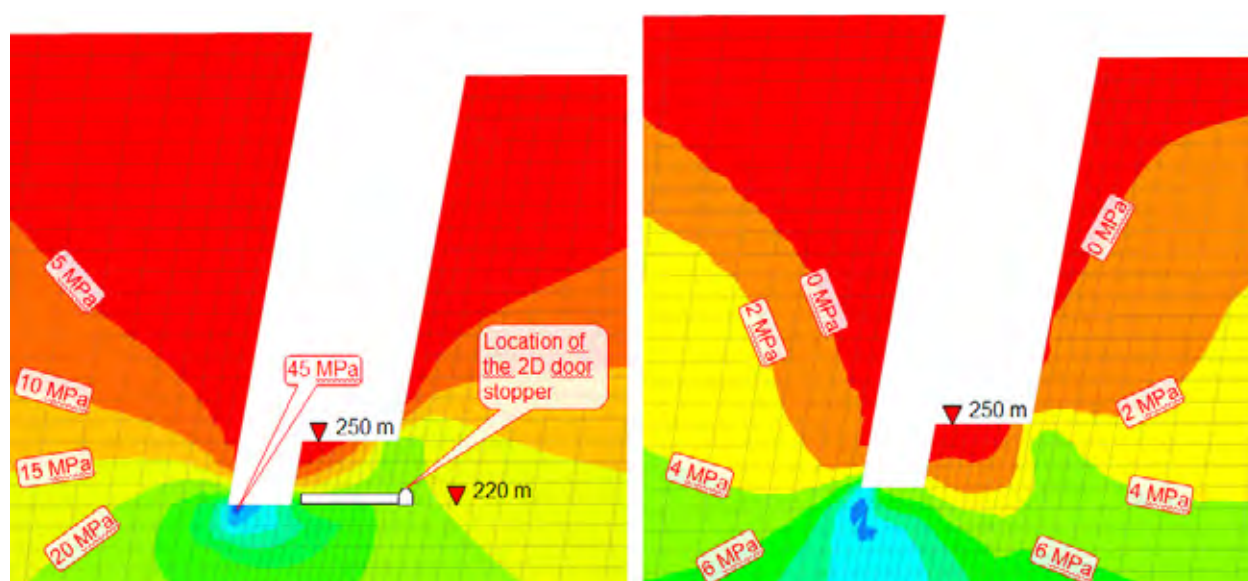 5 MPa
10 MPa
15 MPa
20 MPa
45 MPa
250 m
Location of
the 2D door
stopper
220 m
0 MPa
2 MPa
4 MPa
6 MPa
250 m
0 MPa
2 MPa
4 MPa
6 MPa